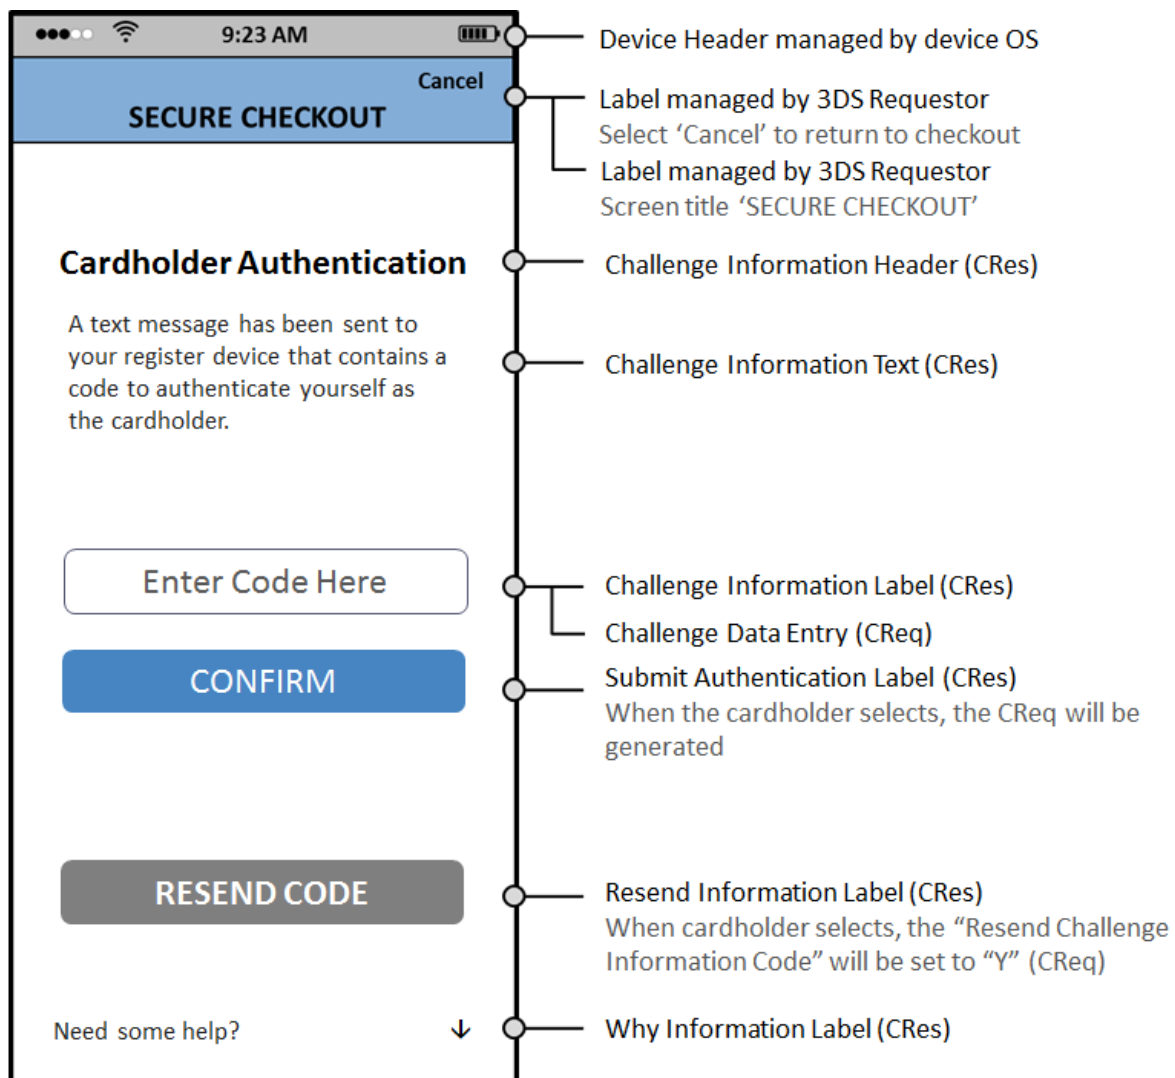 9:23 AM
Cancel
SECURE CHECKOUT
Cardholder Authentication
A text message has been sent to
your register device that contains a
code to authenticate yourself as
the cardholder.
Enter Code Here
CONFIRM
RESEND CODE
Need some help?
Device Header managed by device OS
Label managed by 3DS Requestor
Select ‘Cancel’ to return to checkout
Label managed by 3DS Requestor
Screen title ‘SECURE CHECKOUT’
Challenge Information Header (CRes)
Challenge Information Text (CRes)
Challenge Information Label (CRes)
Challenge Data Entry (CReq)
Submit Authentication Label (CRes)
When the cardholder selects, the CReq will be
generated
Resend Information Label (CRes)
When cardholder selects, the “Resend Challenge
Information Code” will be set to “Y” (CReq)
Why Information Label (CRes)